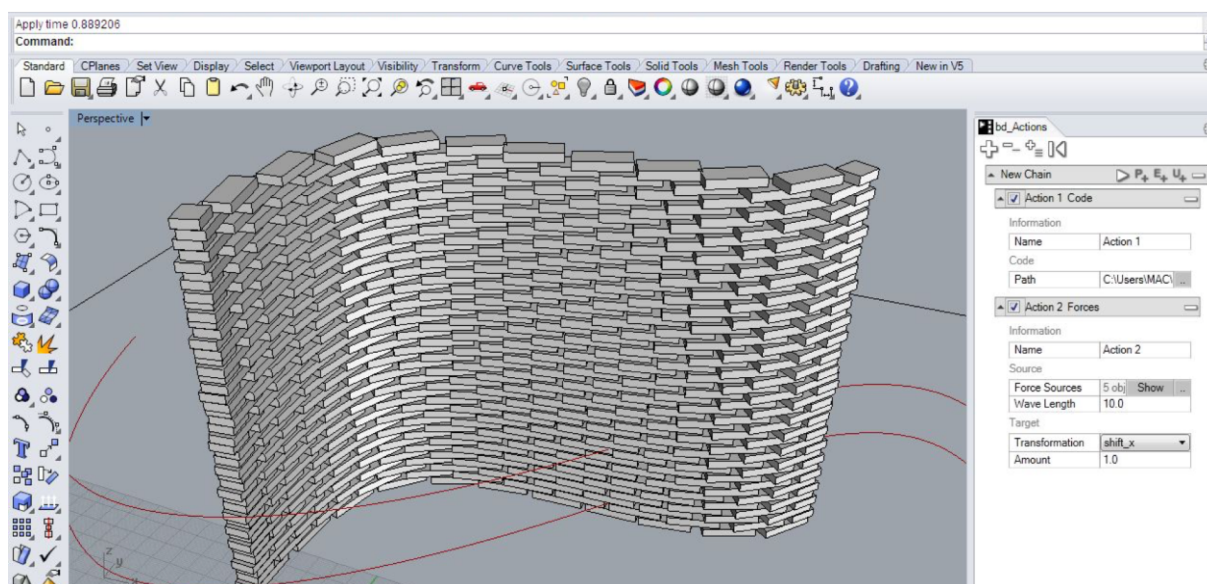 Apply time 0.889206
Command:
Standard CPlanes Set View Display Select Viewport Layout Visibility Transform Curve Tools Surface Tools Solid Tools Mesh Tools Render Tools Drafting New in V5
Perspective
bd_Actions
New Chain P+ E+ U+
Action 1 Code
Information
Name Action 1
Code
Path C:\Users\MAC\ ...
Action 2 Forces
Information
Name Action 2
Source
Force Sources 5 obj Show ...
Wave Length 10.0
Target
Transformation shift_x
Amount 1.0
z
y
x